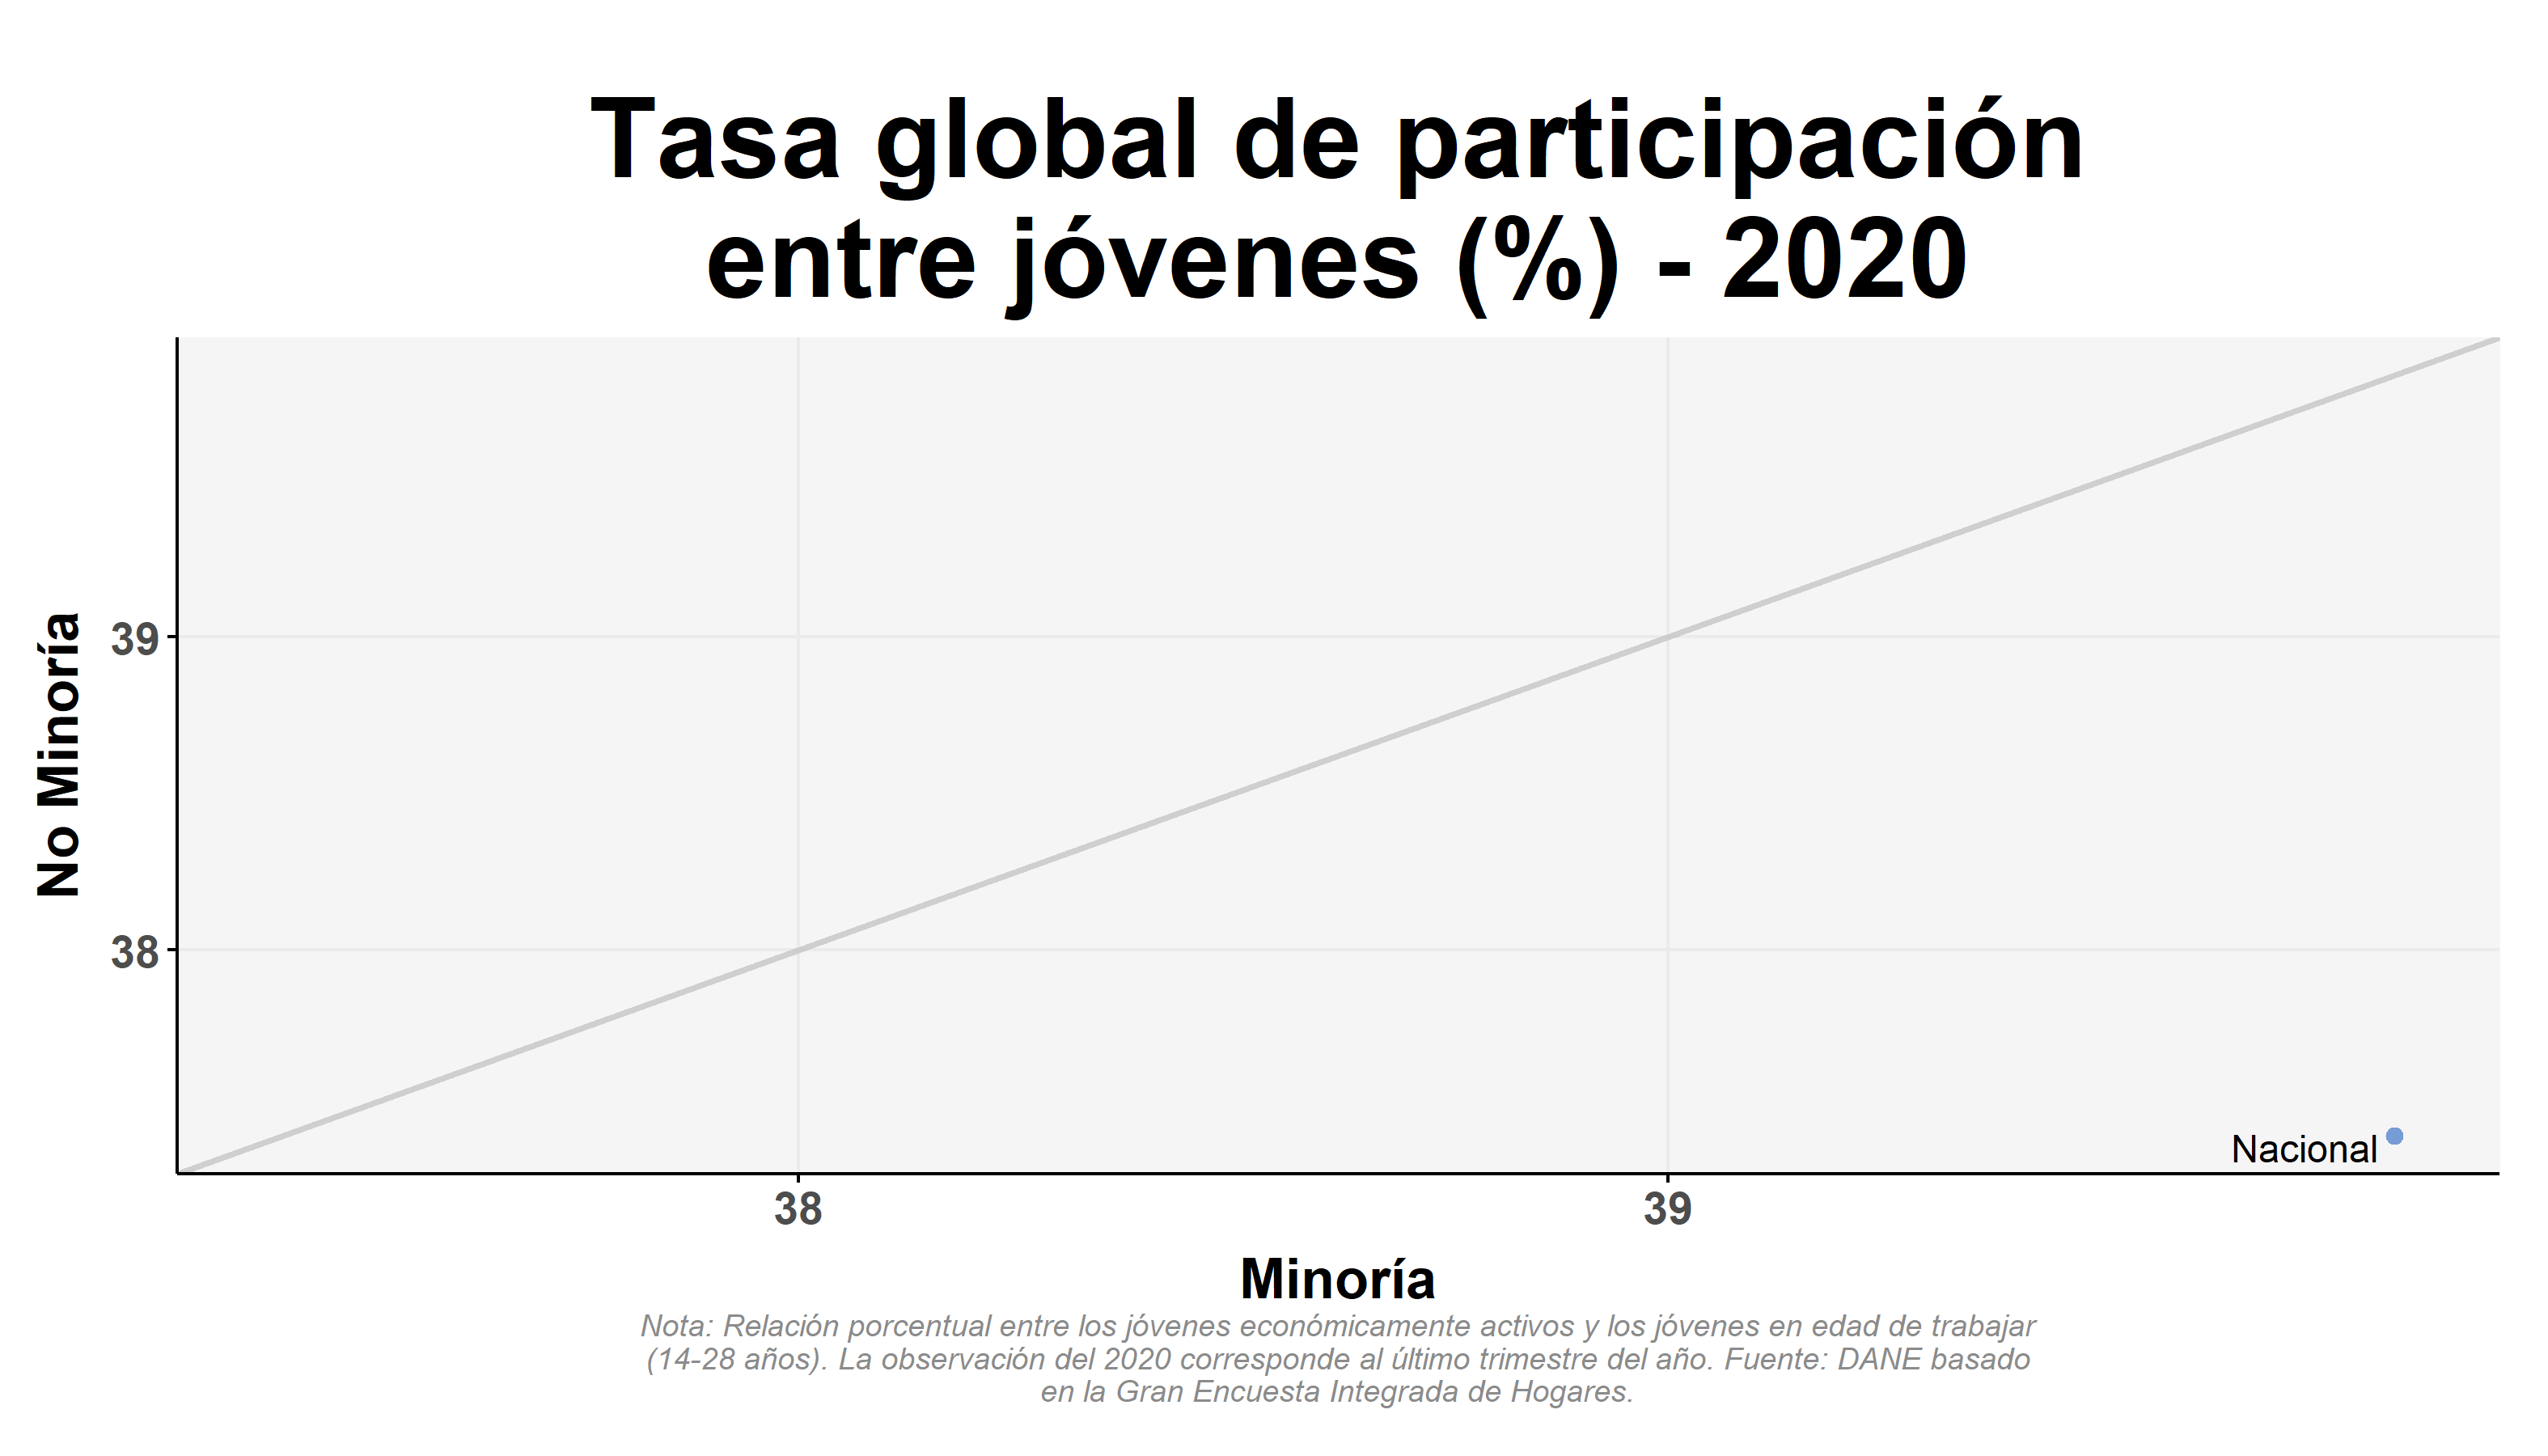 Tasa global de participación
entre jóvenes (%) - 2020
No Minoría
39
38
Nacional
38
39
Minoría
Nota: Relación porcentual entre los jóvenes económicamente activos y los jóvenes en edad de trabajar
(14-28 años). La observación del 2020 corresponde al último trimestre del año. Fuente: DANE basado
en la Gran Encuesta Integrada de Hogares.